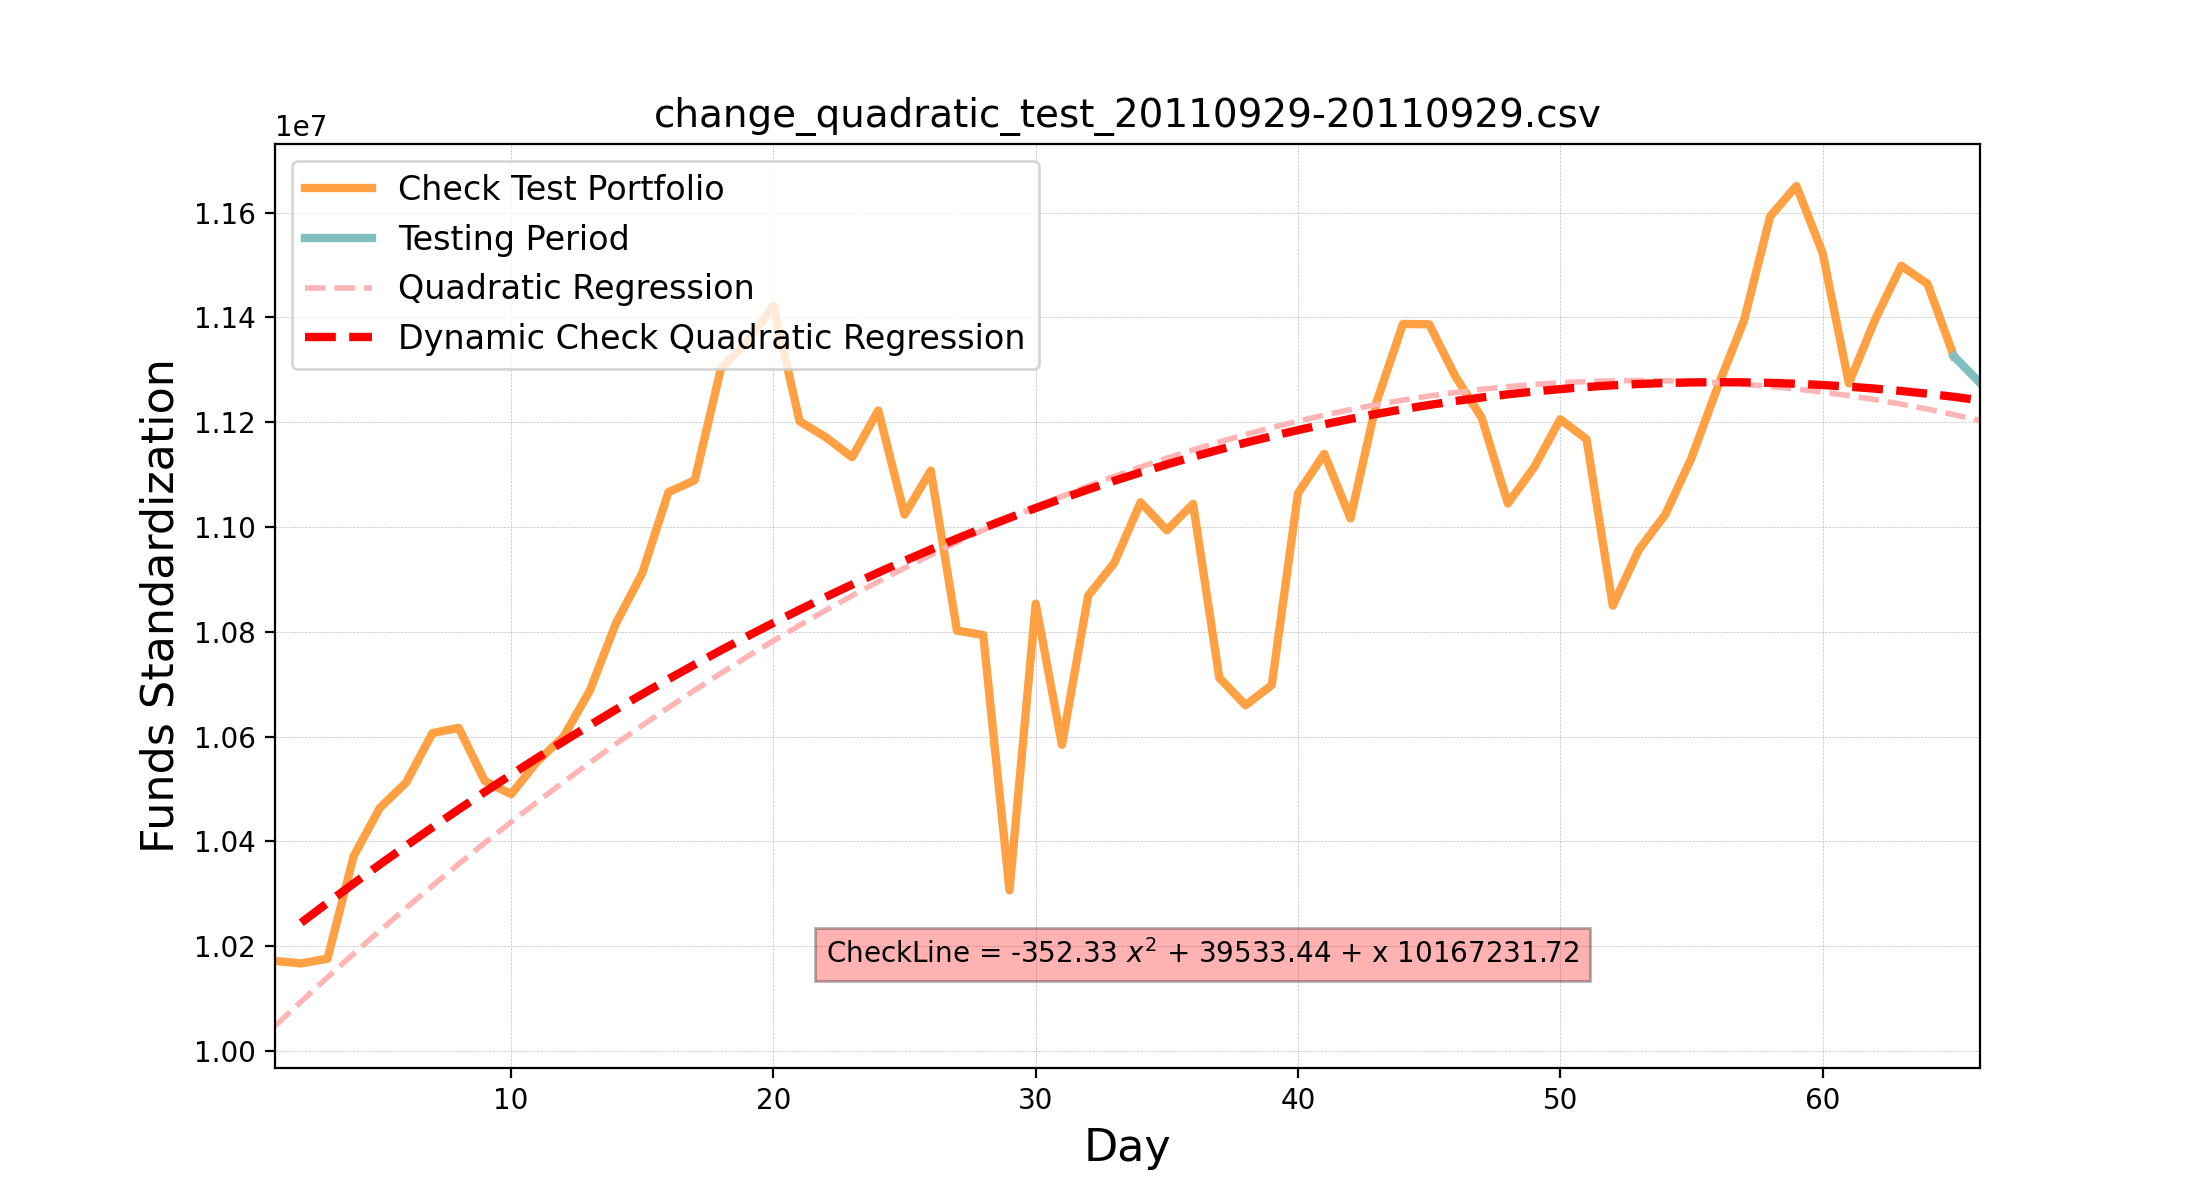 change_quadratic_test_20110929-20110929.csv
1e7
Check Test Portfolio
Testing Period
Quadratic Regression
Dynamic Check Quadratic Regression
1.16
1.14
1.12
1.10
1.08
1.06
1.04
1.02
1.00
Funds Standardization
CheckLine = -352.33 x² + 39533.44 + x 10167231.72
10 20 30 40 50 60
Day